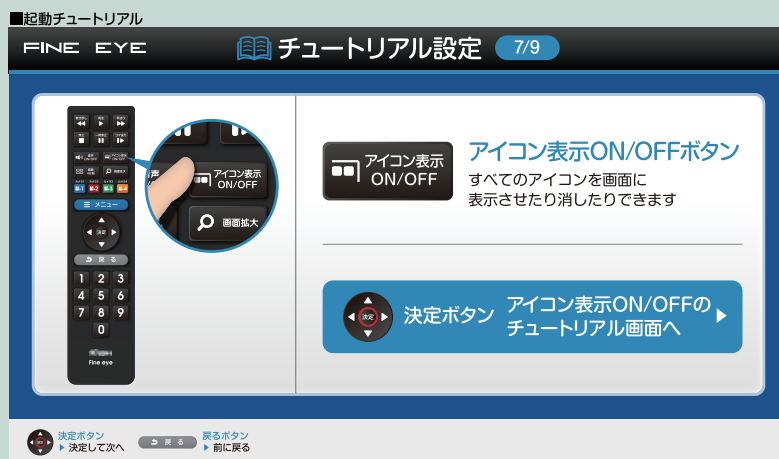 ■起動チュートリアル
FINE EYE
チュートリアル設定 7/9
メニュー
決定
戻る
1 2 3
4 5 6
7 8 9
0
Fine eye
アイコン表示
ON/OFF
画面拡大
アイコン表示
ON/OFF
アイコン表示ON/OFFボタン
すべてのアイコンを画面に
表示させたり消したりできます
決定
決定ボタン
アイコン表示ON/OFFの
チュートリアル画面へ
決定ボタン
決定して次へ
戻る
戻るボタン
前に戻る